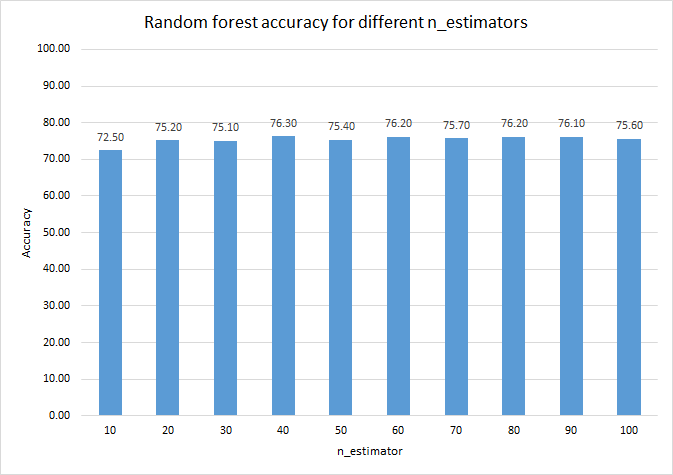 Random forest accuracy for different n_estimators
100.00
90.00
80.00
70.00
60.00
50.00
40.00
30.00
20.00
10.00
0.00
Accuracy
72.50 75.20 75.10 76.30 75.40 76.20 75.70 76.20 76.10 75.60
10 20 30 40 50 60 70 80 90 100
n_estimator